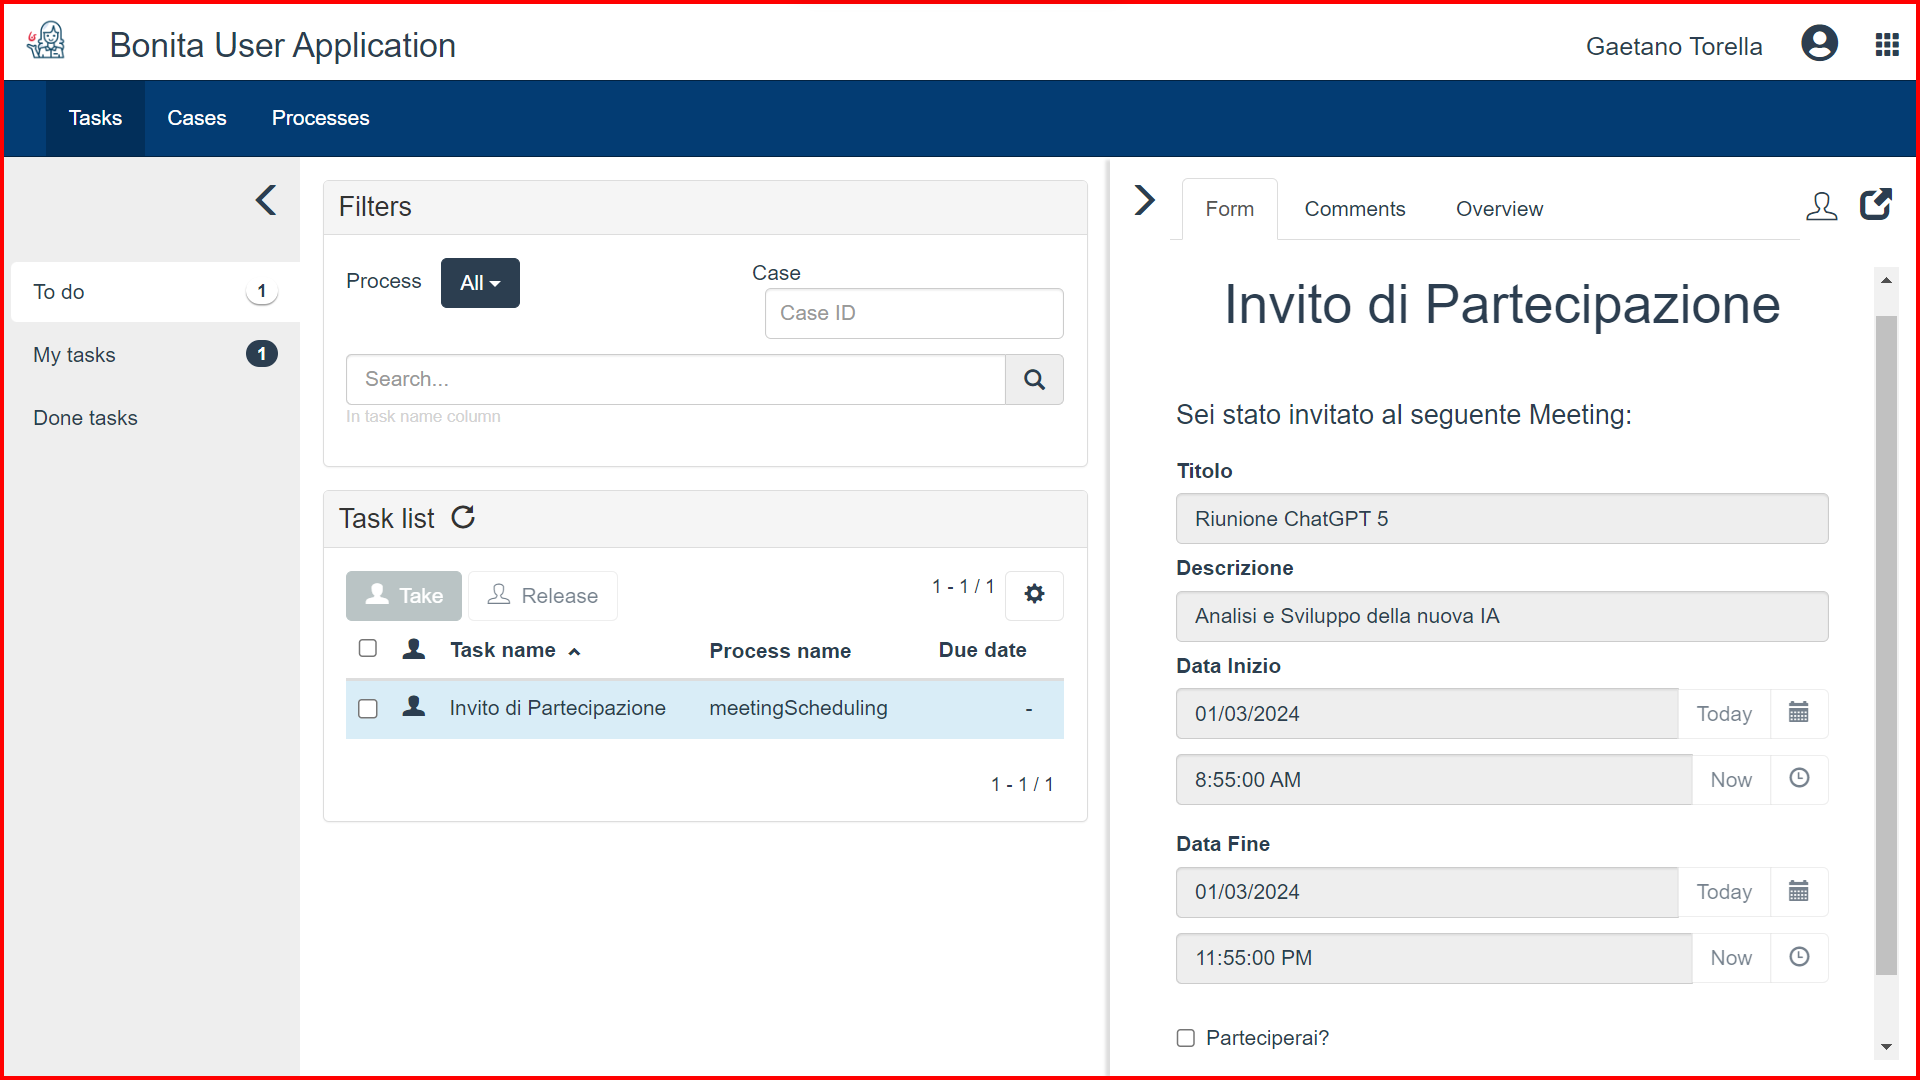 Bonita User Application
Gaetano Torella
Tasks
Cases
Processes
To do
1
My tasks
1
Done tasks
Filters
Process
All
Case
Case ID
Search...
In task name column
Task list
Take
Release
1 - 1 / 1
Task name
Process name
Due date
Invito di Partecipazione
meetingScheduling
-
1 - 1 / 1
Form
Comments
Overview
Invito di Partecipazione
Sei stato invitato al seguente Meeting:
Titolo
Riunione ChatGPT 5
Descrizione
Analisi e Sviluppo della nuova IA
Data Inizio
01/03/2024
Today
8:55:00 AM
Now
Data Fine
01/03/2024
Today
11:55:00 PM
Now
Parteciperai?